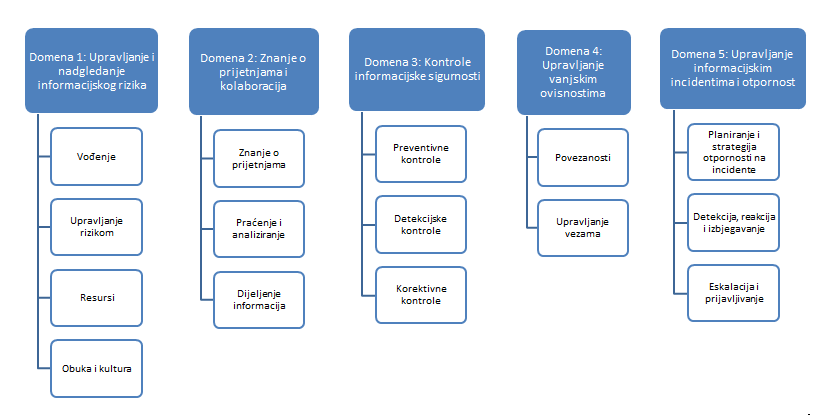 Domena 1: Upravljanje i
nadgledanje
informacijskog rizika
Vođenje
Upravljanje
rizikom
Resursi
Obuka i kultura
Domena 2: Znanje o
prijetnjama i
kolaboracija
Znanje o
prijetnjama
Praćenje i
analiziranje
Dijeljenje
informacija
Domena 3: Kontrole
informacijske sigurnosti
Preventivne
kontrole
Detekcijske
kontrole
Korektivne
kontrole
Domena 4:
Upravljanje
vanjskim
ovisnostima
Povezanosti
Upravljanje
vezama
Domena 5: Upravljanje
informacijskim
incidentima i otpornost
Planiranje i
strategija
otpornosti na
incidente
Detekcija, reakcija
i izbjegavanje
Eskalacija i
prijavljivanje